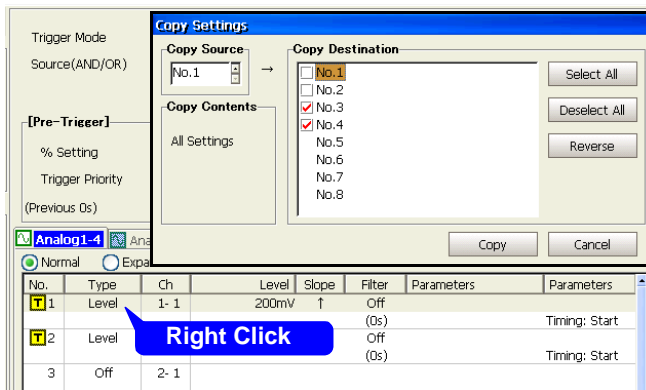 Trigger Mode
Source(AND/OR)
[Pre-Trigger]
% Setting
Trigger Priority
(Previous 0s)
Copy Settings
Copy Source
No.1
→
Copy Contents
All Settings
Copy Destination
No.1
No.2
No.3
No.4
No.5
No.6
No.7
No.8
Select All
Deselect All
Reverse
Copy
Cancel
Analog1-4
Ana
Normal
Expa
No. Type Ch Level Slope Filter Parameters Parameters
T 1 Level 1- 1 200mV ↑ Off
(0s) Timing: Start
T 2 Level Off
(0s) Timing: Start
3 Off 2- 1
Right Click